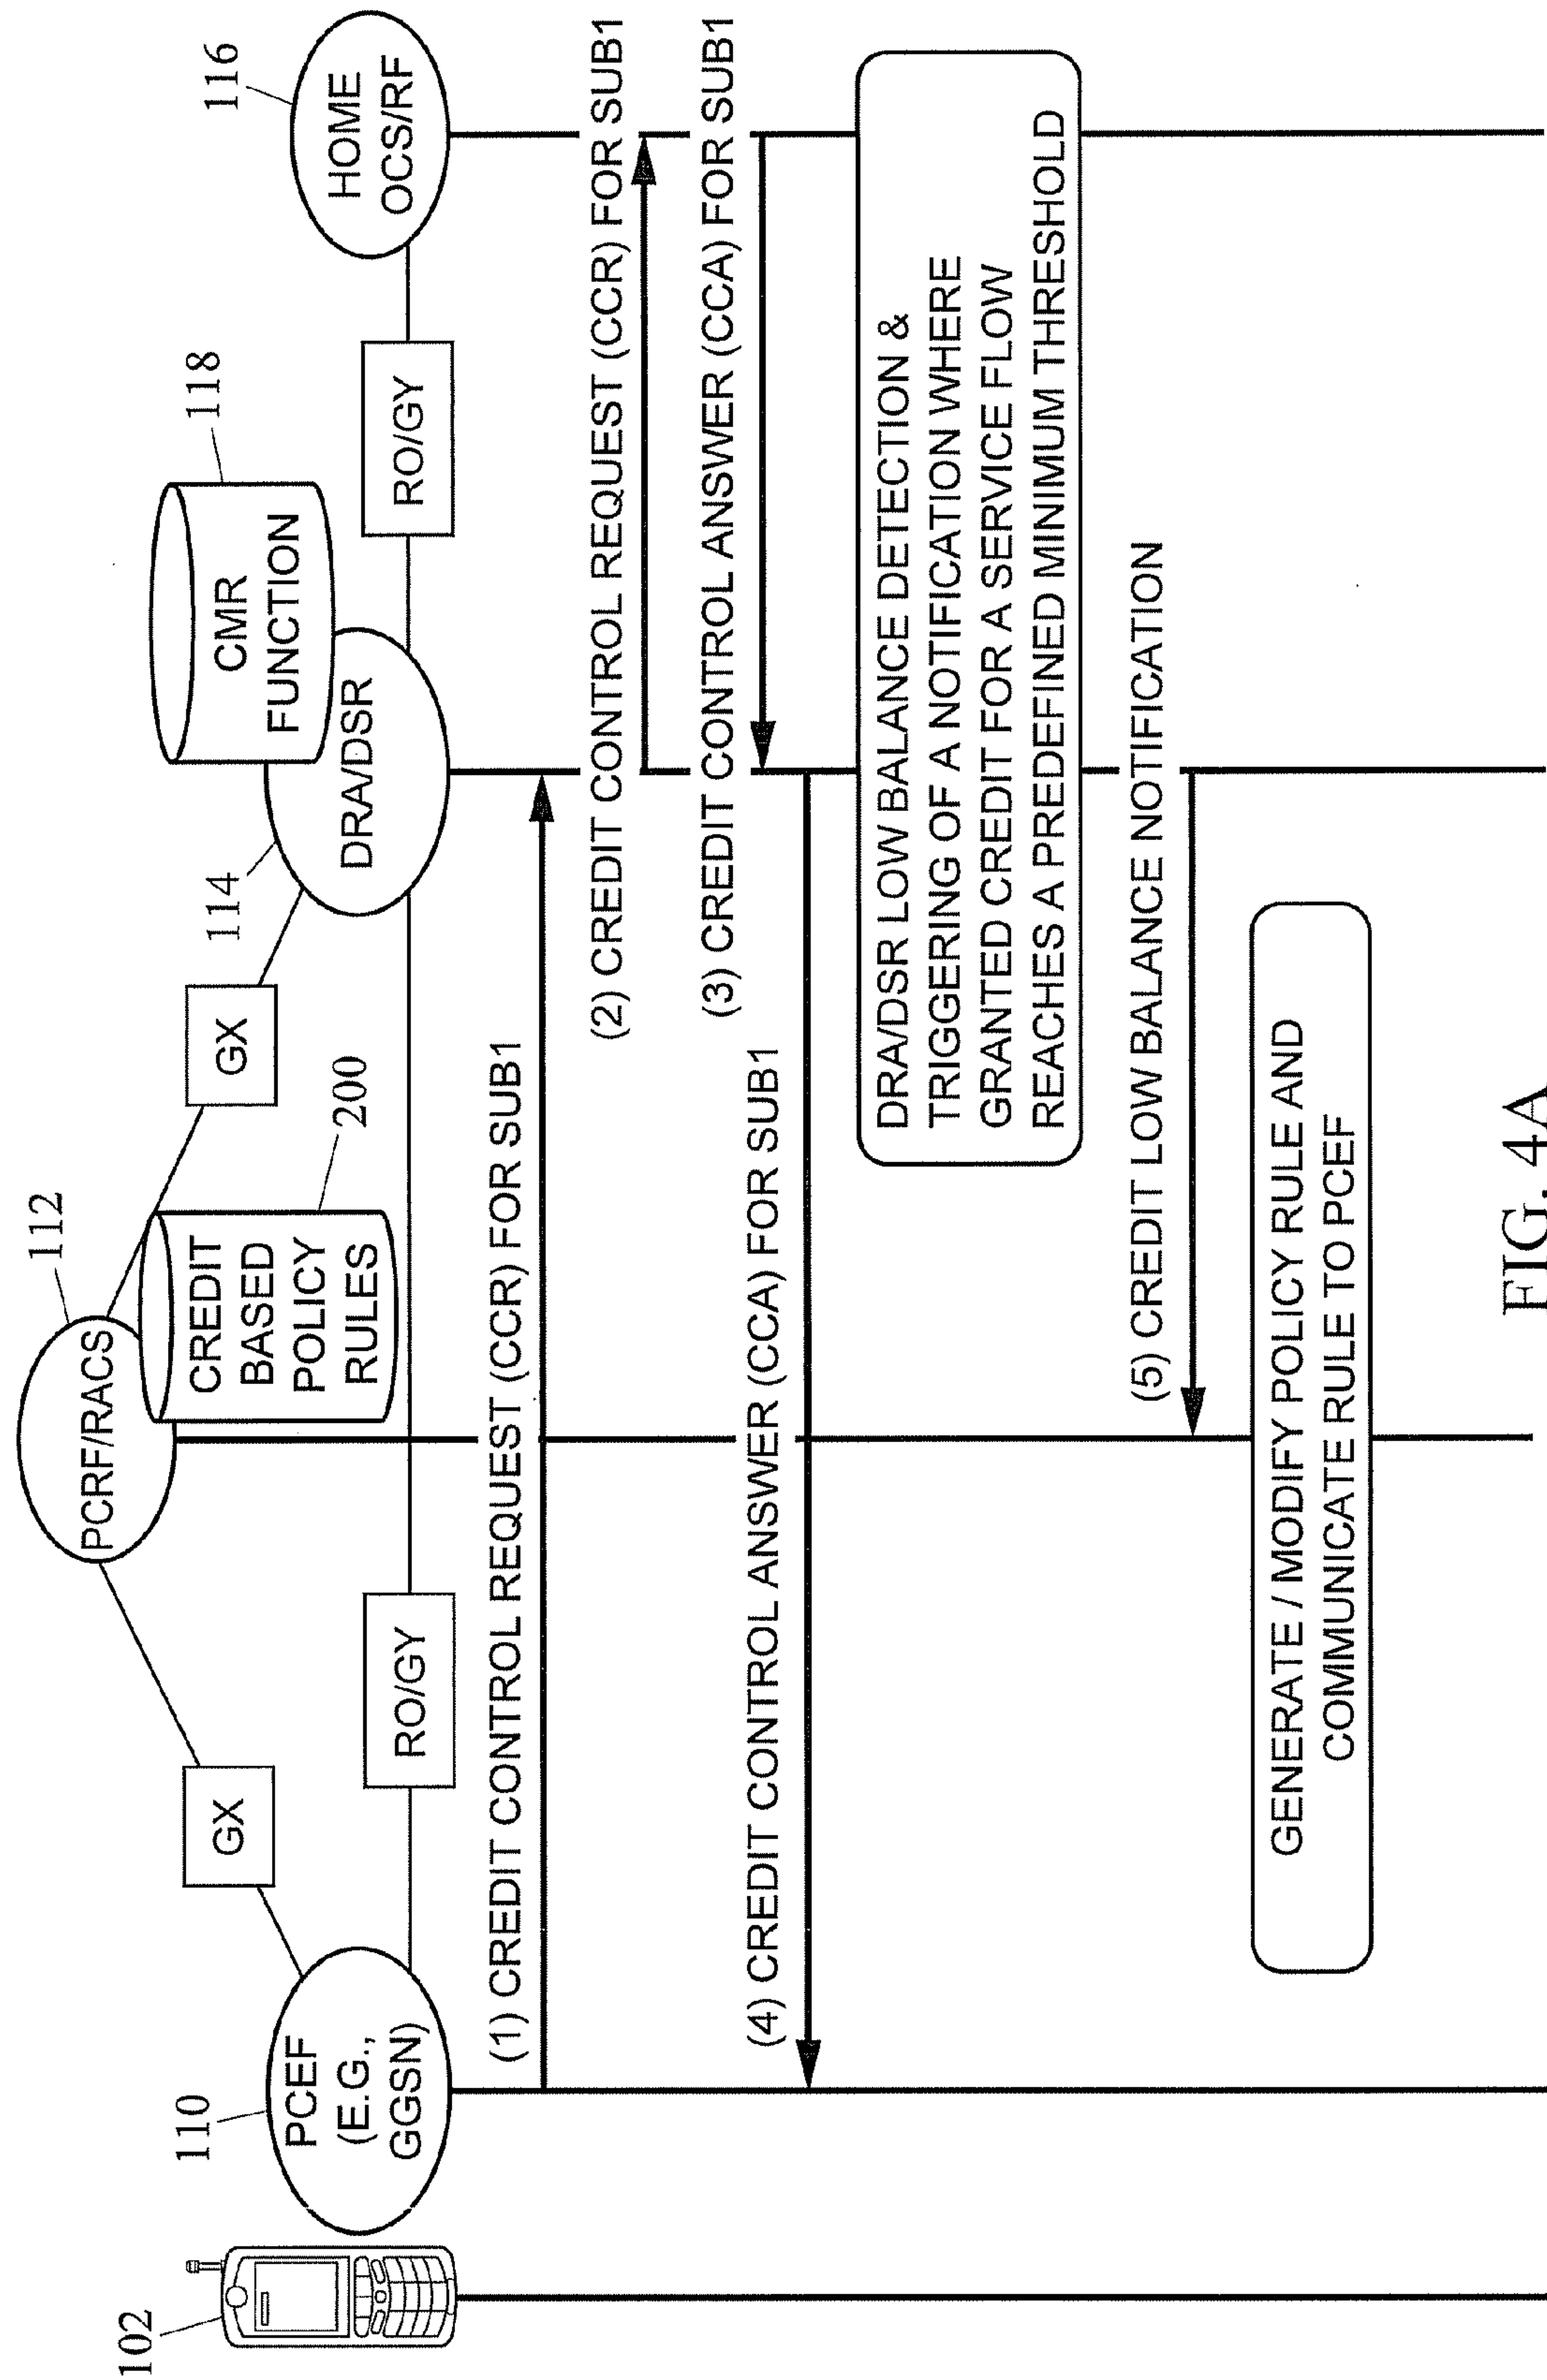 112
PCRF/RACS
CREDIT
BASED
POLICY
RULES
200
GX
GX
102
110
PCEF
(E.G.,
GGSN)
RO/GY
114
DRA/DSR
118
CMR
FUNCTION
RO/GY
116
HOME
OCS/RF
(1) CREDIT CONTROL REQUEST (CCR) FOR SUB1
(2) CREDIT CONTROL REQUEST (CCR) FOR SUB1
(3) CREDIT CONTROL ANSWER (CCA) FOR SUB1
(4) CREDIT CONTROL ANSWER (CCA) FOR SUB1
DRA/DSR LOW BALANCE DETECTION &
TRIGGERING OF A NOTIFICATION WHERE
GRANTED CREDIT FOR A SERVICE FLOW
REACHES A PREDEFINED MINIMUM THRESHOLD
(5) CREDIT LOW BALANCE NOTIFICATION
GENERATE / MODIFY POLICY RULE AND
COMMUNICATE RULE TO PCEF
FIG. 4A